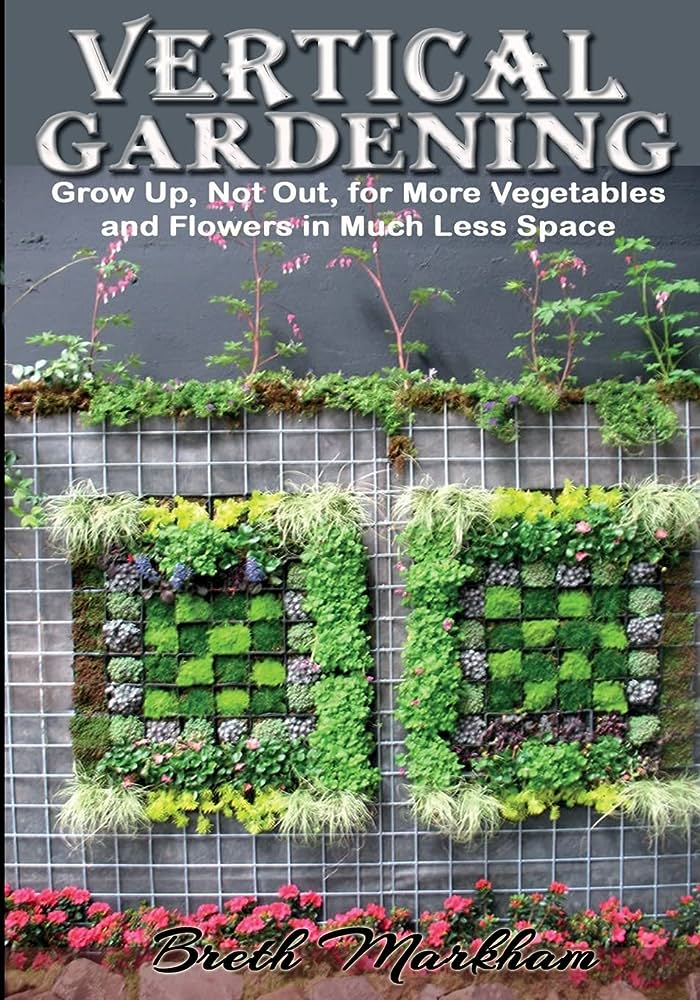 VERTICAL
GARDENING
Grow Up, Not Out, for More Vegetables
and Flowers in Much Less Space
Breth Markham